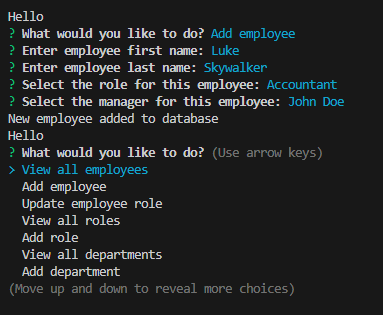 Hello
? What would you like to do? Add employee
? Enter employee first name: Luke
? Enter employee last name: Skywalker
? Select the role for this employee: Accountant
? Select the manager for this employee: John Doe
New employee added to database
Hello
? What would you like to do? (Use arrow keys)
> View all employees
  Add employee
  Update employee role
  View all roles
  Add role
  View all departments
  Add department
(Move up and down to reveal more choices)